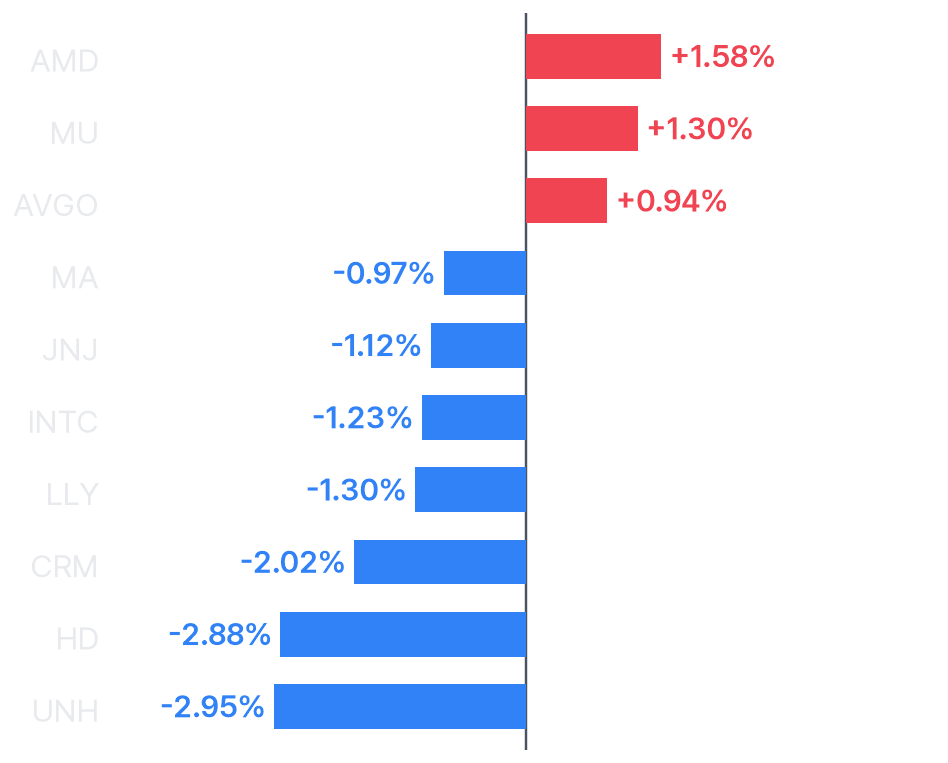 AMD +1.58%
MU +1.30%
AVGO +0.94%
MA -0.97%
JNJ -1.12%
INTC -1.23%
LLY -1.30%
CRM -2.02%
HD -2.88%
UNH -2.95%